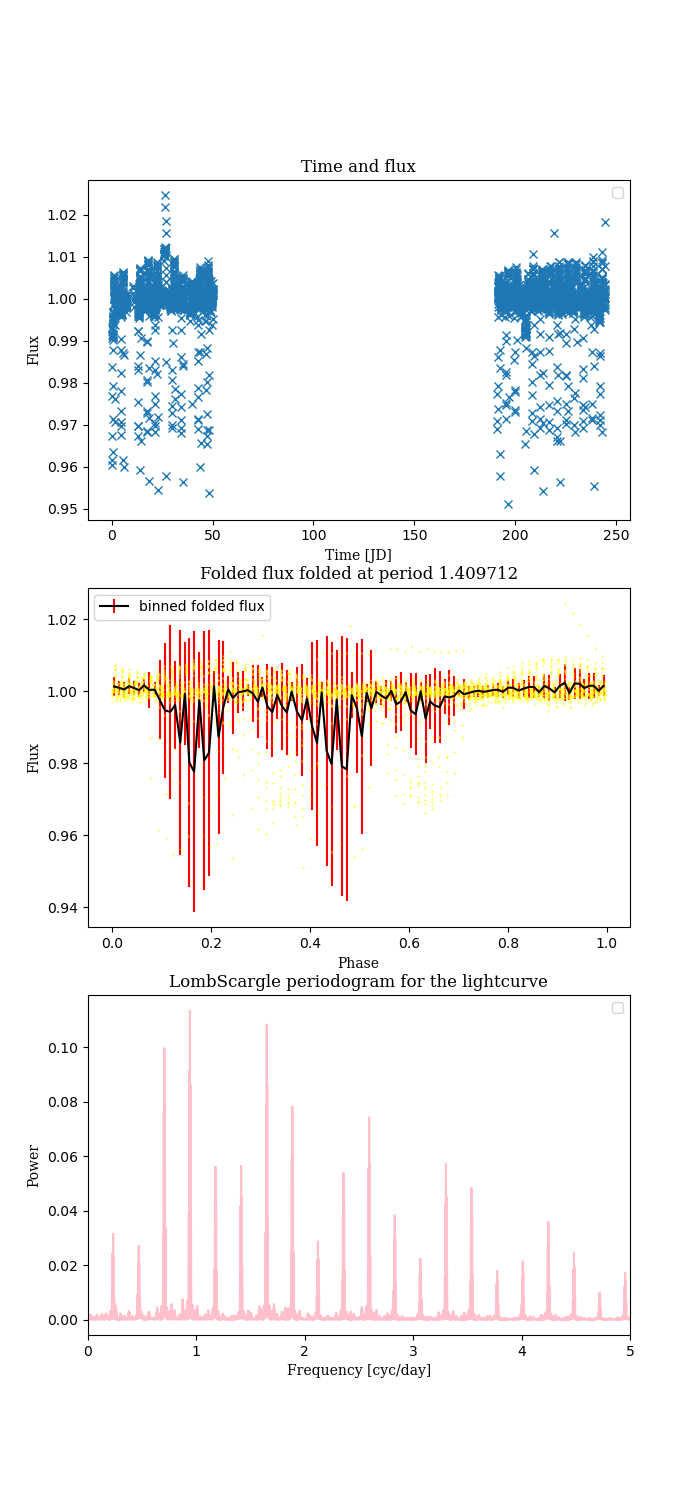 Time and flux
1.02
1.01
1.00
0.99
0.98
0.97
0.96
0.95
Flux
0 50 100 150 200 250
Time [JD]
Folded flux folded at period 1.409712
binned folded flux
1.02
1.00
0.98
0.96
0.94
Flux
0.0 0.2 0.4 0.6 0.8 1.0
Phase
LombScargle periodogram for the lightcurve
0.10
0.08
0.06
0.04
0.02
0.00
Power
0 1 2 3 4 5
Frequency [cyc/day]